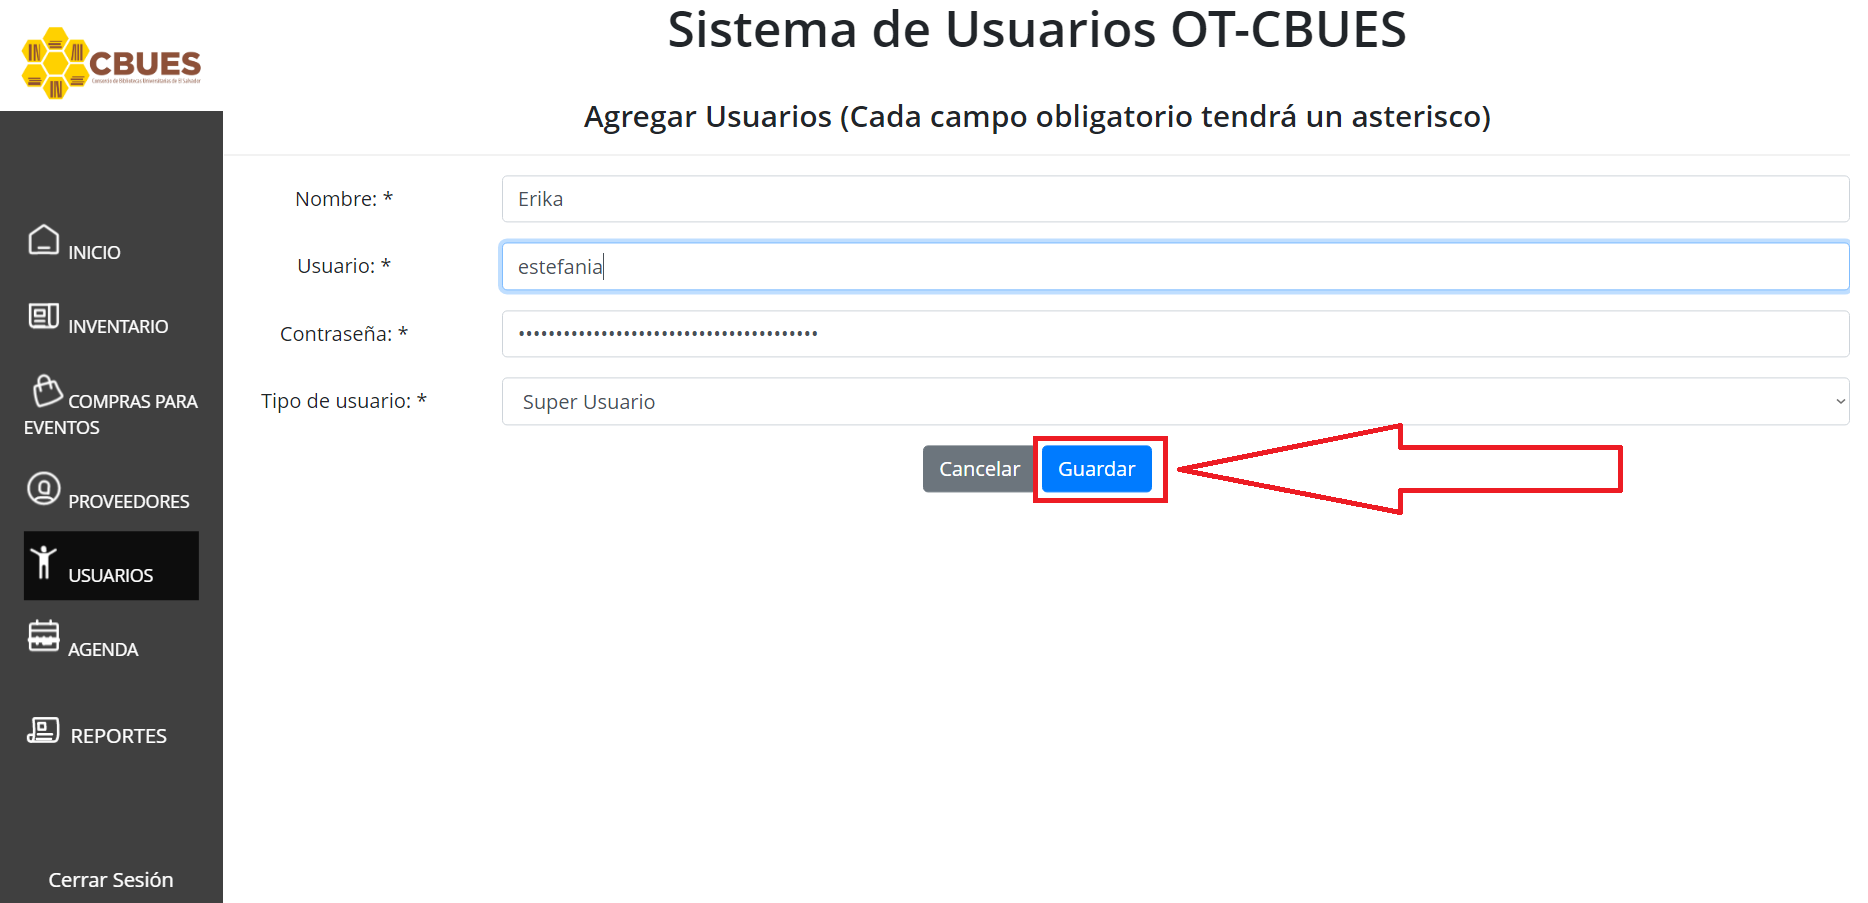 Sistema de Usuarios OT-CBUES
CBUES
Consorcio de Bibliotecas Universitarias de El Salvador
Agregar Usuarios (Cada campo obligatorio tendrá un asterisco)
Nombre: *
Erika
Usuario: *
estefania
Contraseña: *
••••••••••••••••••••••••••••••••••••••••
Tipo de usuario: *
Super Usuario
Cancelar
Guardar
INICIO
INVENTARIO
COMPRAS PARA
EVENTOS
PROVEEDORES
USUARIOS
AGENDA
REPORTES
Cerrar Sesión